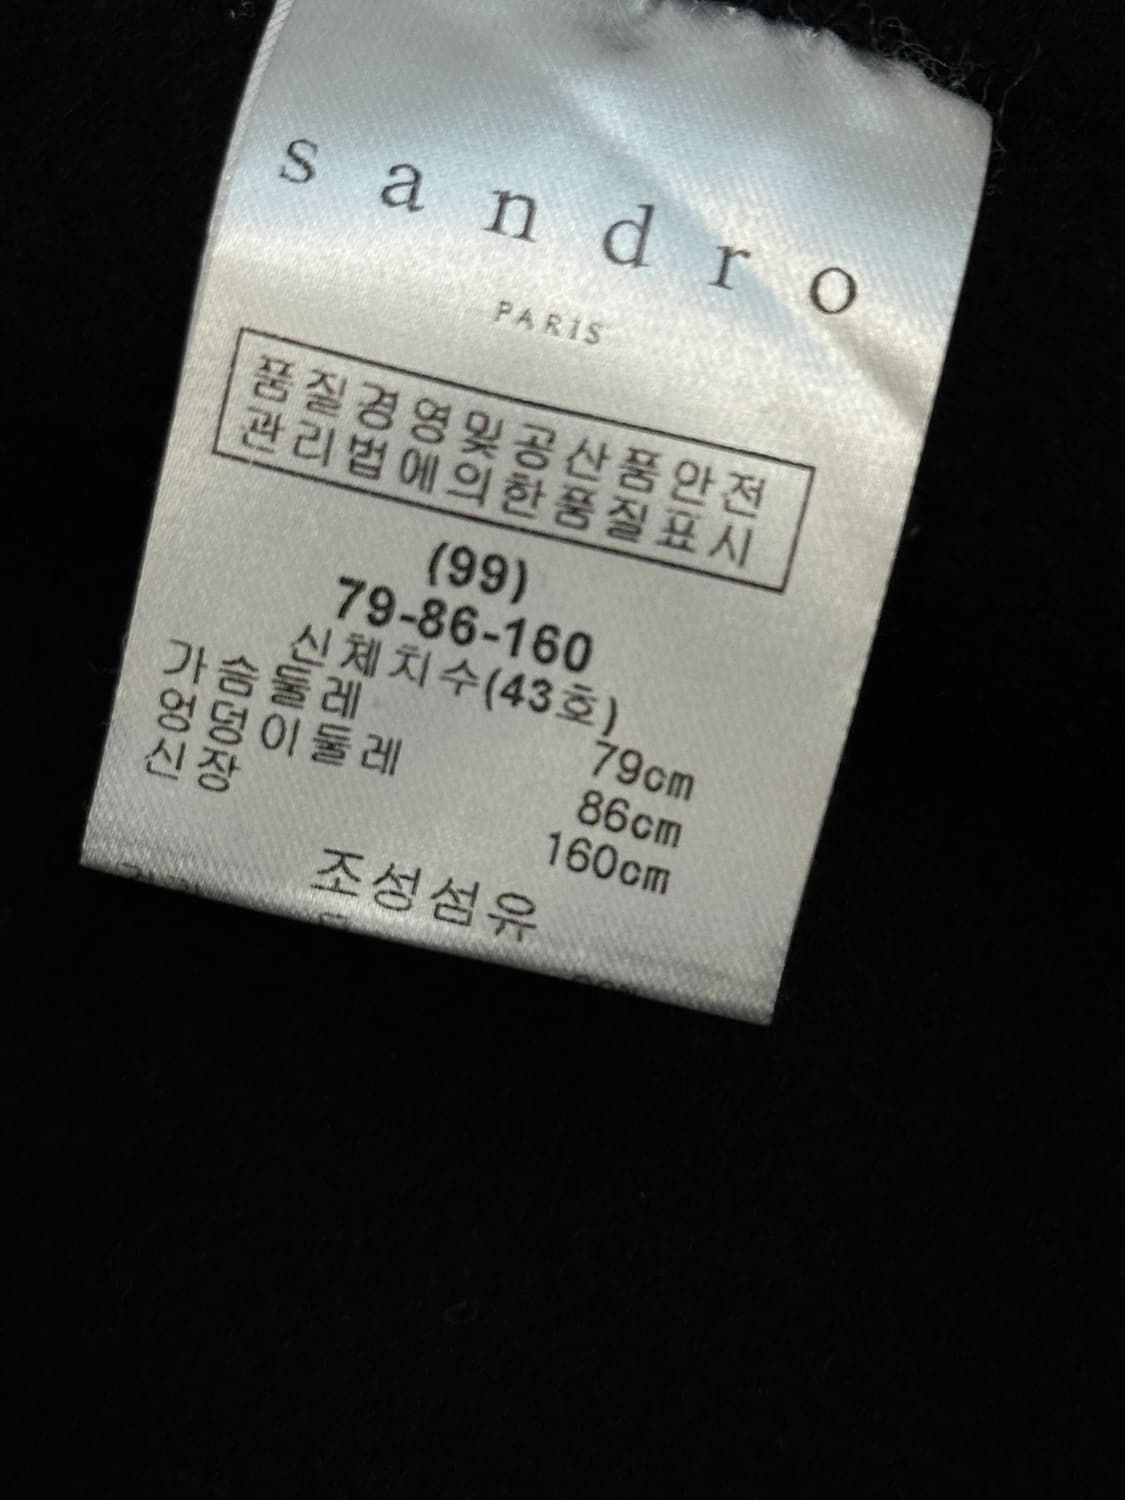 sandro
PARIS
품질경영및공산품안전
관리법에의한품질표시
(99)
79-86-160
신체치수(43호)
가슴둘레 79cm
엉덩이둘레 86cm
신장 160cm
조성섬유